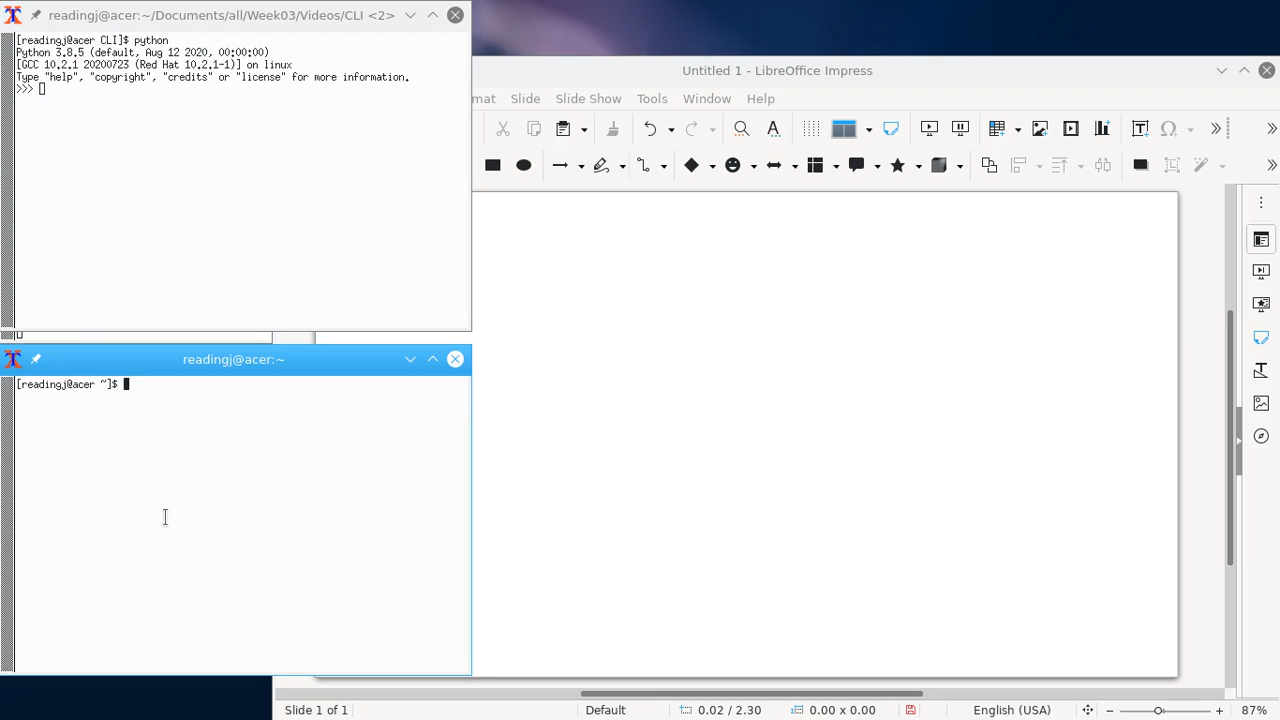 readingj@acer:~/Documents/all/Week03/Videos/CLI <2>
[readingj@acer CLI]$ python
Python 3.8.5 (default, Aug 12 2020, 00:00:00)
[GCC 10.2.1 20200723 (Red Hat 10.2.1-1)] on linux
Type "help", "copyright", "credits" or "license" for more information.
>>>
Untitled 1 - LibreOffice Impress
mat Slide Slide Show Tools Window Help
readingj@acer:~
[readingj@acer ~]$
Slide 1 of 1 Default 0.02 / 2.30 0.00 x 0.00 English (USA) 87%